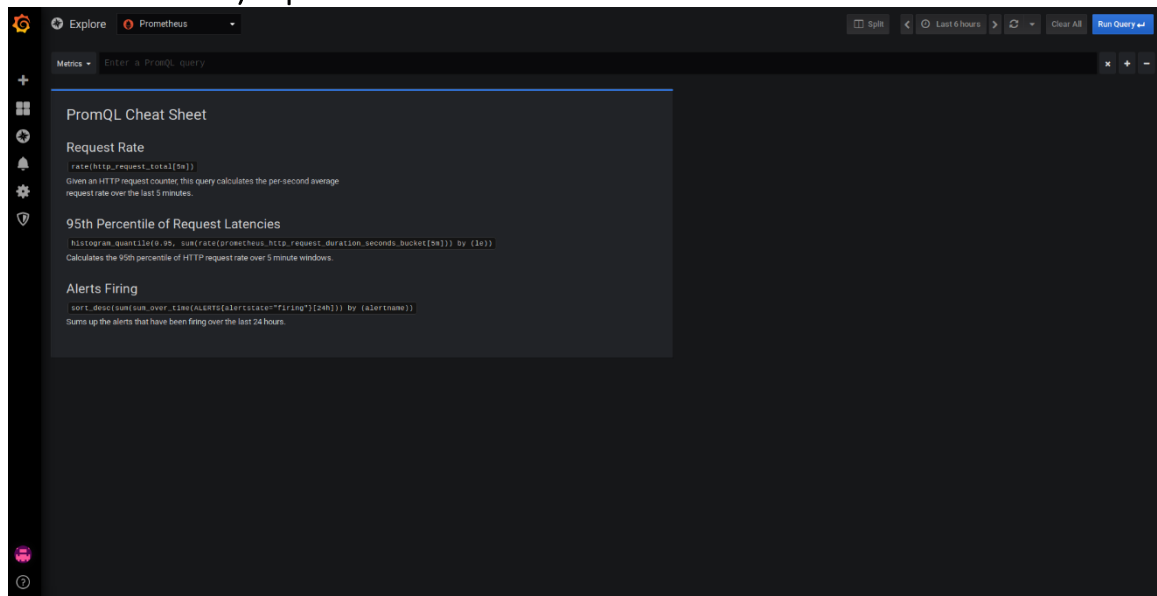 Explore Prometheus Split Last 6 hours Clear All Run Query
Metrics Enter a PromQL query
PromQL Cheat Sheet
Request Rate
rate(http_request_total[5m])
Given an HTTP request counter, this query calculates the per-second average
request rate over the last 5 minutes.
95th Percentile of Request Latencies
histogram_quantile(0.95, sum(rate(prometheus_http_request_duration_seconds_bucket[5m])) by (le))
Calculates the 95th percentile of HTTP request rate over 5 minute windows.
Alerts Firing
sort_desc(sum(sum_over_time(ALERTS{alertstate="firing"}[24h])) by (alertname))
Sums up the alerts that have been firing over the last 24 hours.